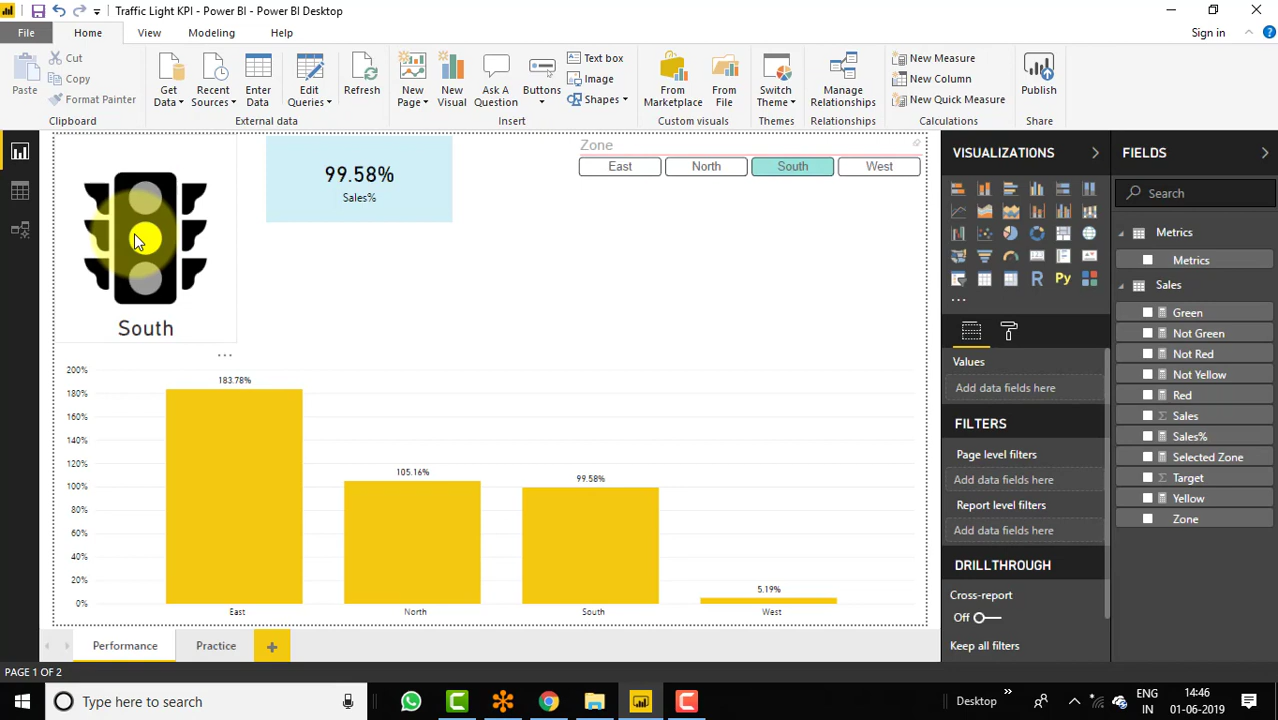 Traffic Light KPI - Power BI - Power BI Desktop
File Home View Modeling Help Sign in
Paste
Cut
Copy
Format Painter
Clipboard
Get Data
Recent Sources
Enter Data
Edit Queries
Refresh
External data
New Page
New Visual
Ask A Question
Buttons
Text box
Image
Shapes
Insert
From Marketplace
From File
Custom visuals
Switch Theme
Themes
Manage Relationships
Relationships
New Measure
New Column
New Quick Measure
Calculations
Publish
Share
South
99.58%
Sales%
Zone
East North South West
200%
180%
160%
140%
120%
100%
80%
60%
40%
20%
0%
183.78%
105.16%
99.58%
5.19%
East North South West
VISUALIZATIONS
R Py
Values
Add data fields here
FILTERS
Page level filters
Add data fields here
Report level filters
Add data fields here
DRILLTHROUGH
Cross-report
Off
Keep all filters
FIELDS
Search
Metrics
Metrics
Sales
Green
Not Green
Not Red
Not Yellow
Red
Sales
Sales%
Selected Zone
Target
Yellow
Zone
Performance Practice
PAGE 1 OF 2
Type here to search
Desktop
ENG
IN
14:46
01-06-2019